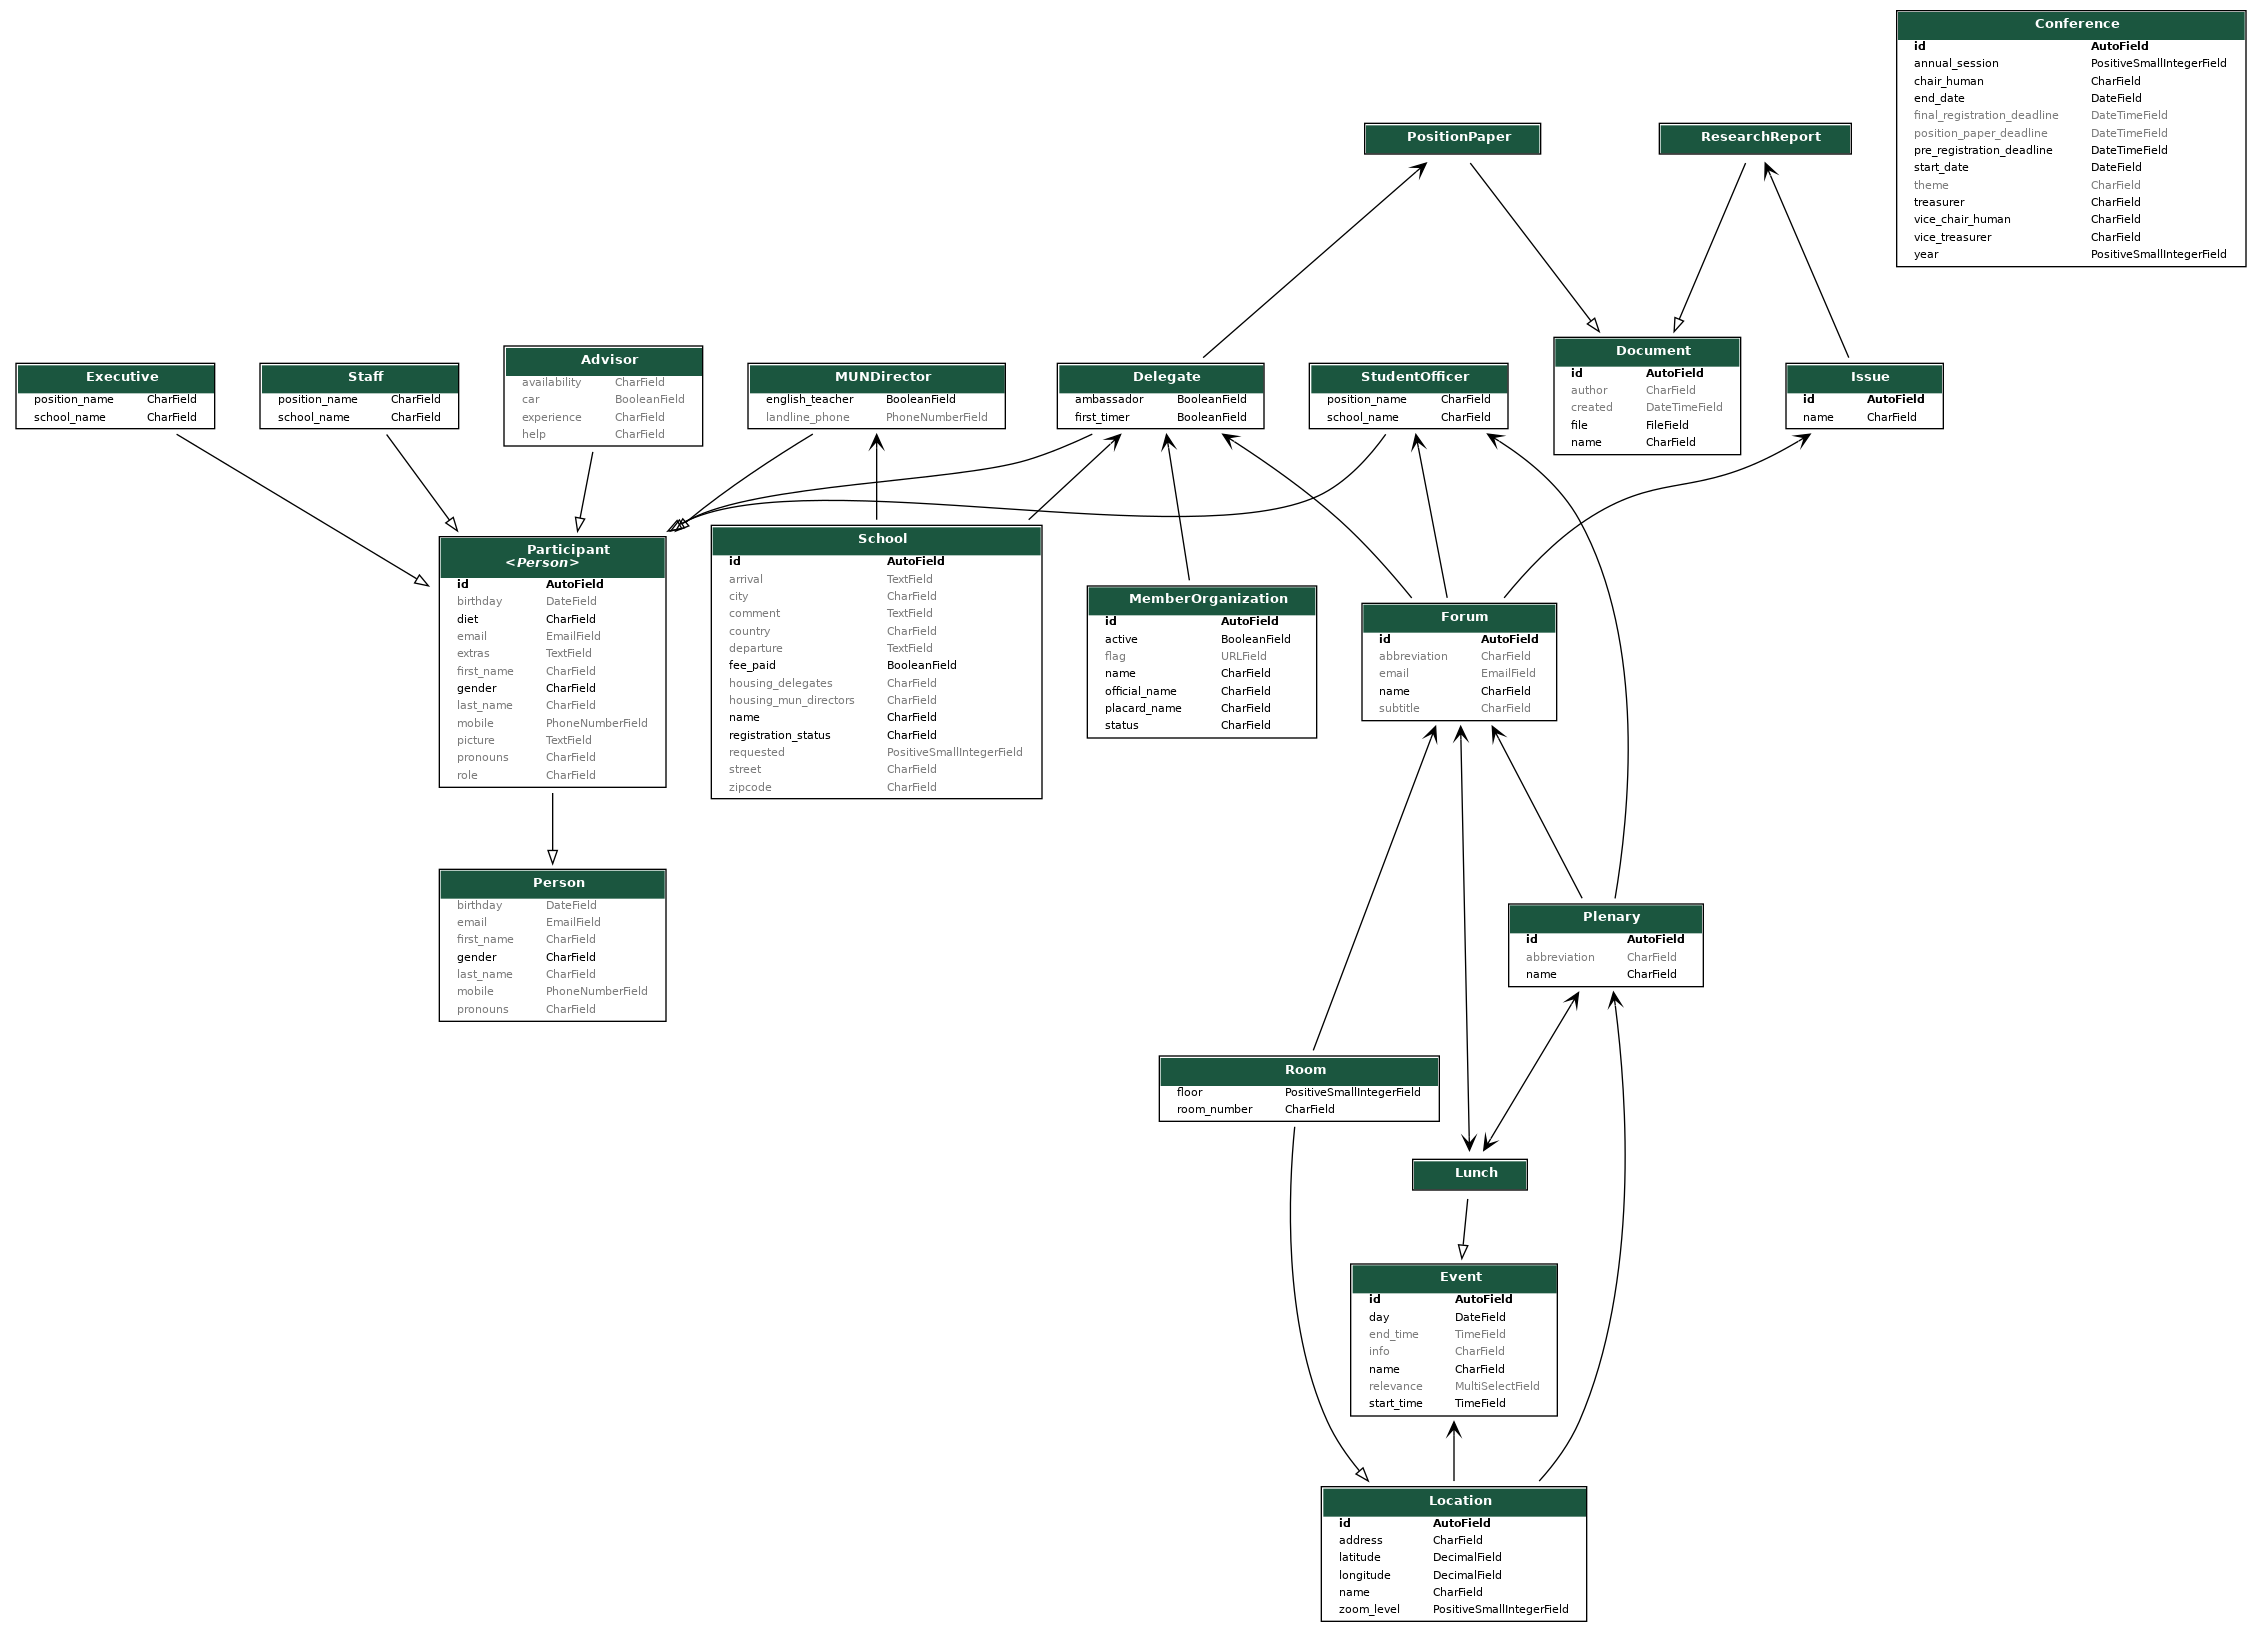 Conference
id AutoField
annual_session PositiveSmallIntegerField
chair_human CharField
end_date DateField
final_registration_deadline DateTimeField
position_paper_deadline DateTimeField
pre_registration_deadline DateTimeField
start_date DateField
theme CharField
treasurer CharField
vice_chair_human CharField
vice_treasurer CharField
year PositiveSmallIntegerField
PositionPaper
ResearchReport
Executive
position_name CharField
school_name CharField
Staff
position_name CharField
school_name CharField
Advisor
availability CharField
car BooleanField
experience CharField
help CharField
MUNDirector
english_teacher BooleanField
landline_phone PhoneNumberField
Delegate
ambassador BooleanField
first_timer BooleanField
StudentOfficer
position_name CharField
school_name CharField
Document
id AutoField
author CharField
created DateTimeField
file FileField
name CharField
Issue
id AutoField
name CharField
Participant
<Person>
id AutoField
birthday DateField
diet CharField
email EmailField
extras TextField
first_name CharField
gender CharField
last_name CharField
mobile PhoneNumberField
picture TextField
pronouns CharField
role CharField
School
id AutoField
arrival TextField
city CharField
comment TextField
country CharField
departure TextField
fee_paid BooleanField
housing_delegates CharField
housing_mun_directors CharField
name CharField
registration_status CharField
requested PositiveSmallIntegerField
street CharField
zipcode CharField
MemberOrganization
id AutoField
active BooleanField
flag URLField
name CharField
official_name CharField
placard_name CharField
status CharField
Forum
id AutoField
abbreviation CharField
email EmailField
name CharField
subtitle CharField
Person
birthday DateField
email EmailField
first_name CharField
gender CharField
last_name CharField
mobile PhoneNumberField
pronouns CharField
Plenary
id AutoField
abbreviation CharField
name CharField
Room
floor PositiveSmallIntegerField
room_number CharField
Lunch
Event
id AutoField
day DateField
end_time TimeField
info CharField
name CharField
relevance MultiSelectField
start_time TimeField
Location
id AutoField
address CharField
latitude DecimalField
longitude DecimalField
name CharField
zoom_level PositiveSmallIntegerField